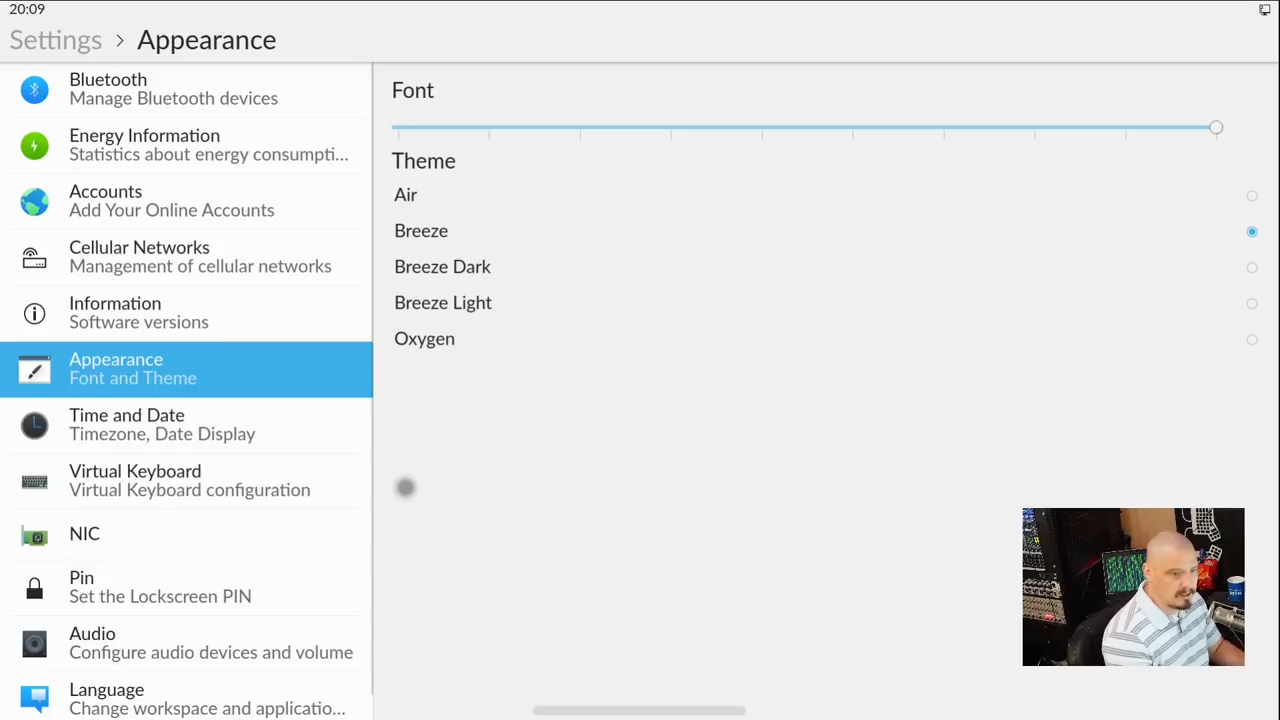 20:09
Settings > Appearance
Bluetooth
Manage Bluetooth devices
Energy Information
Statistics about energy consumpti...
Accounts
Add Your Online Accounts
Cellular Networks
Management of cellular networks
Information
Software versions
Appearance
Font and Theme
Time and Date
Timezone, Date Display
Virtual Keyboard
Virtual Keyboard configuration
NIC
Pin
Set the Lockscreen PIN
Audio
Configure audio devices and volume
Language
Change workspace and applicatio...
Font
Theme
Air
Breeze
Breeze Dark
Breeze Light
Oxygen